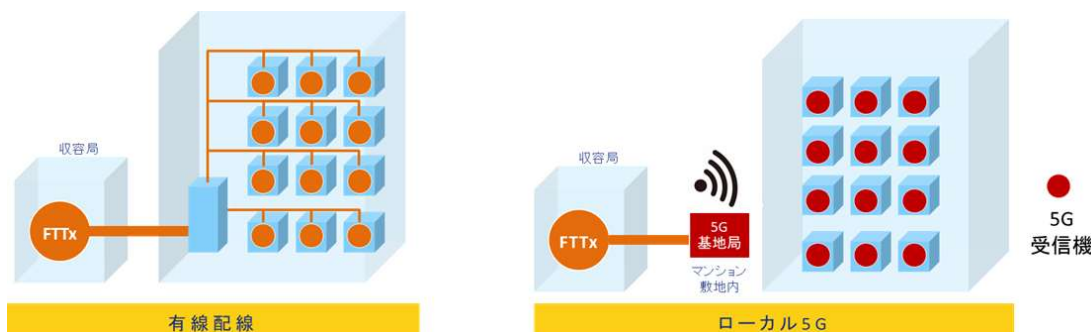 収容局
FTTx
有線配線
収容局
FTTx
5G
基地局
マンション
敷地内
5G
受信機
ローカル5G